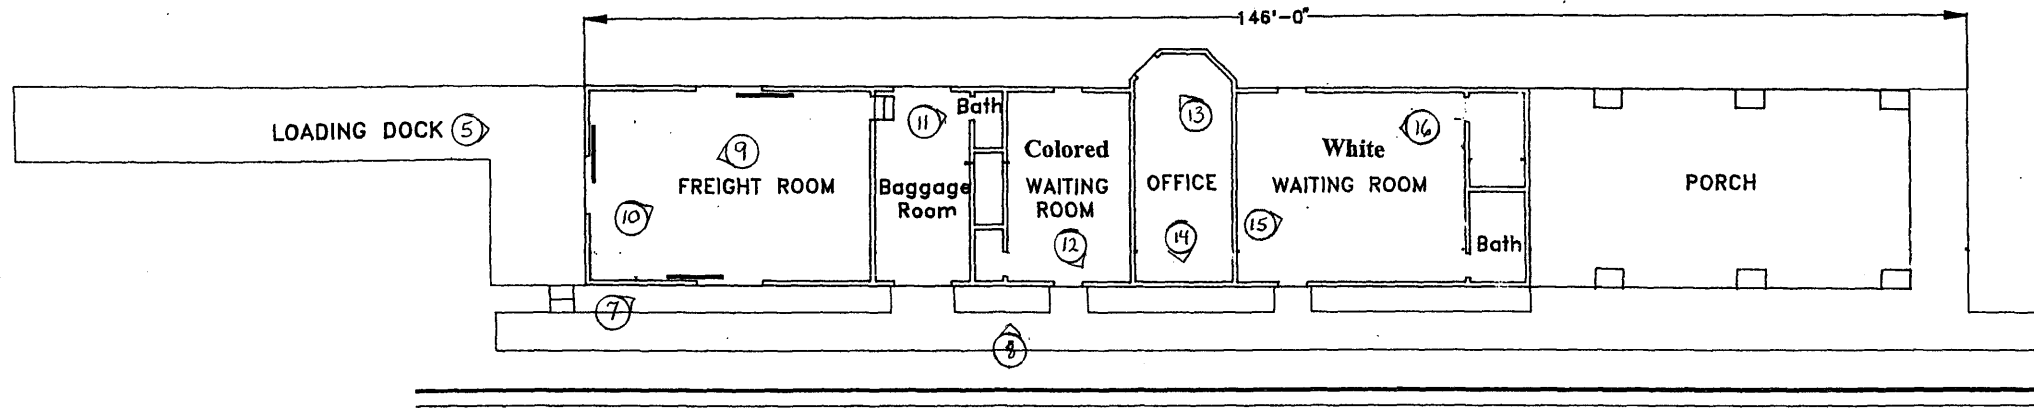 146'-0"
LOADING DOCK
5
9
FREIGHT ROOM
10
7
11
Baggage
Room
Bath
Colored
WAITING
ROOM
12
8
13
OFFICE
14
White
WAITING ROOM
15
16
Bath
PORCH